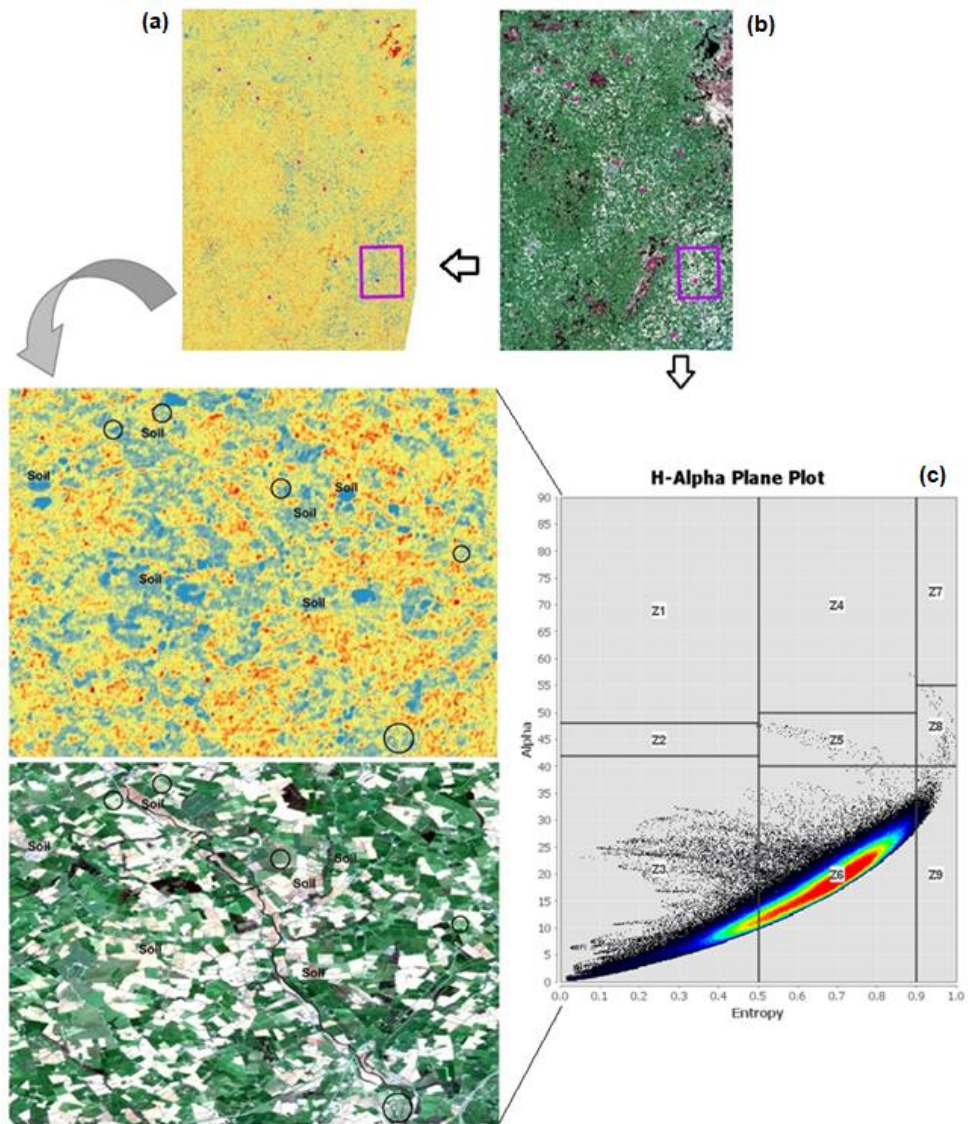 (a)
(b)
Soil
Soil
Soil
Soil
Soil
Soil
Soil
Soil
Soil
Soil
Soil
Soil
H-Alpha Plane Plot
(c)
Alpha
90
85
80
75
70
65
60
55
50
45
40
35
30
25
20
15
10
5
0
Z1
Z4
Z7
Z2
Z5
Z8
Z3
Z6
Z9
0.0 0.1 0.2 0.3 0.4 0.5 0.6 0.7 0.8 0.9 1.0
Entropy